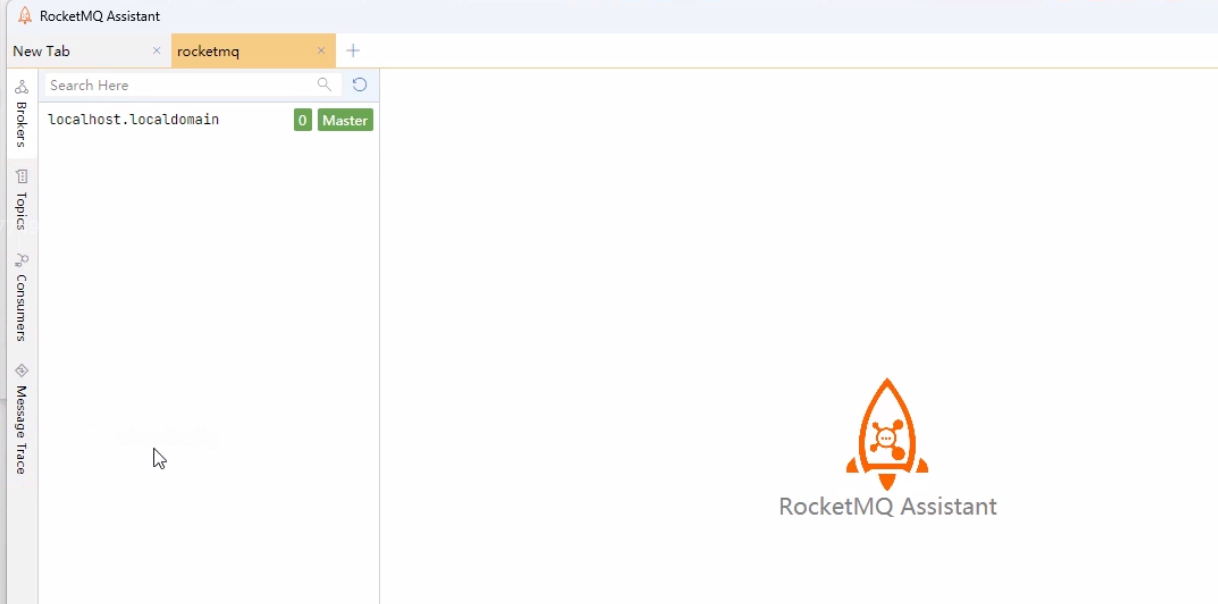 RocketMQ Assistant
New Tab
rocketmq
Search Here
localhost.localdomain 0 Master
Brokers
Topics
Consumers
Message Trace
RocketMQ Assistant